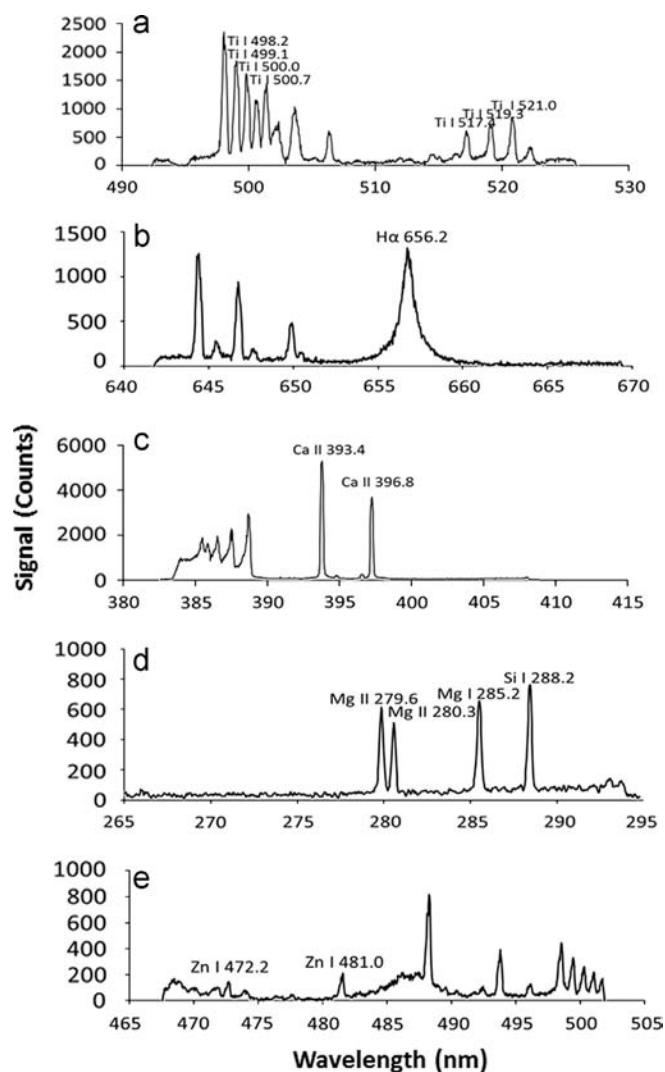 a
2500
2000
1500
1000
500
0
Ti I 498.2
Ti I 499.1
Ti I 500.0
Ti I 500.7
Ti I 517.4
Ti I 519.3
Ti I 521.0
490 500 510 520 530
b
1500
1000
500
0
Hα 656.2
640 645 650 655 660 665 670
c
6000
4000
2000
0
Ca II 393.4
Ca II 396.8
380 385 390 395 400 405 410 415
Signal (Counts)
d
1000
800
600
400
200
0
Mg II 279.6
Mg II 280.3
Mg I 285.2
Si I 288.2
265 270 275 280 285 290 295
e
1000
800
600
400
200
0
Zn I 472.2
Zn I 481.0
465 470 475 480 485 490 495 500 505
Wavelength (nm)